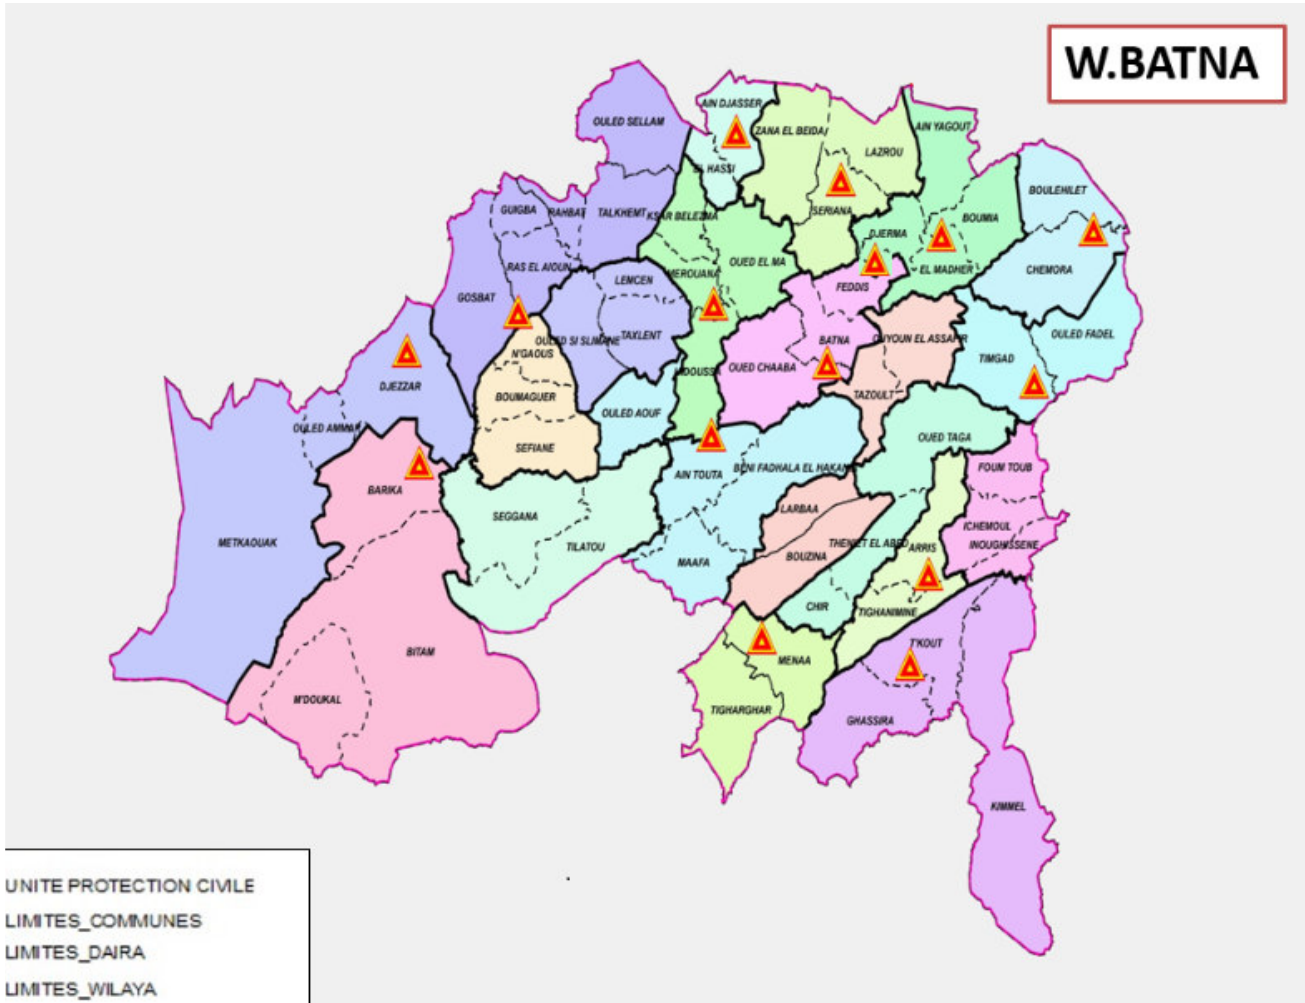 W.BATNA
OULED SELLAM
AIN DJASSER
ZANA EL BEIDA
AIN YAGOUT
LAZROU
EL HASSI
BOULEHILET
GUIGBA
RAHBAT
TALKHEMT
KSAR BELEZMA
SERIANA
BOUMIA
DJERMA
RAS EL AIOUN
LEMCEN
MEROUANA
OUED EL MA
EL MADHER
CHEMORA
FEDDIS
GOSBAT
OULED SI SLIMANE
TAXLENT
BATNA
OUYOUN EL ASSAFIR
OULED FADEL
N'GAOUS
TIMGAD
DJEZZAR
HIDOUSSA
OUED CHAABA
BOUMAGUER
TAZOULT
OULED AOUF
OULED AMMAR
OUED TAGA
SEFIANE
BARIKA
AIN TOUTA
BENI FADHALA EL HAKANIA
FOUM TOUB
SEGGANA
LARBAA
ICHEMOUL
METKAOUAK
TILATOU
THENIET EL ABED
ARRIS
INOUGHISSENE
MAAFA
BOUZINA
CHIR
TIGHANIMINE
BITAM
T'KOUT
MENAA
M'DOUKAL
TIGHARGHAR
GHASSIRA
KIMMEL
UNITE PROTECTION CIVILE
LIMITES_COMMUNES
LIMITES_DAIRA
LIMITES_WILAYA